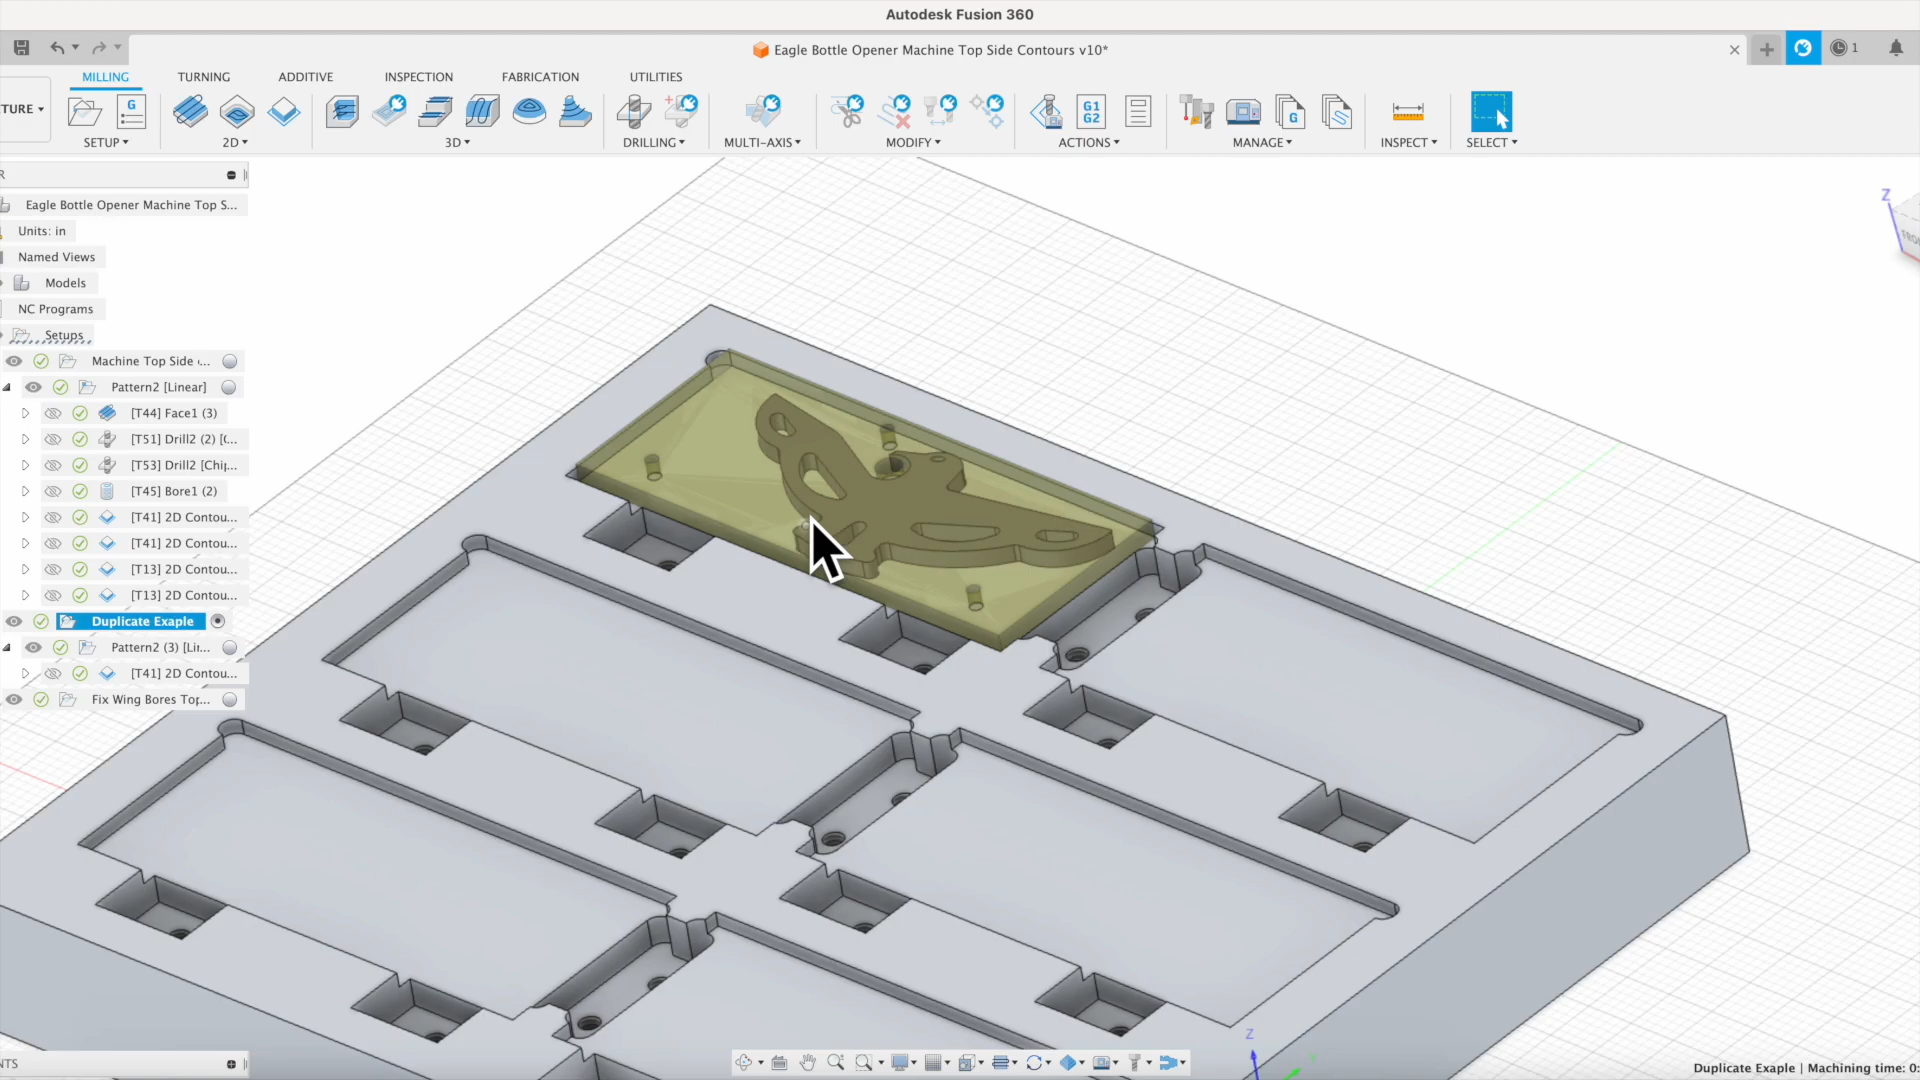 Autodesk Fusion 360
Eagle Bottle Opener Machine Top Side Contours v10*
1
MILLING TURNING ADDITIVE INSPECTION FABRICATION UTILITIES
TURE
G
G1
G2
G
SETUP 2D 3D DRILLING MULTI-AXIS MODIFY ACTIONS MANAGE INSPECT SELECT
R
Eagle Bottle Opener Machine Top S...
Units: in
Named Views
Models
NC Programs
Setups
Machine Top Side ‹...
Pattern2 [Linear]
[T44] Face1 (3)
[T51] Drill2 (2) [(...
[T53] Drill2 [Chip...
[T45] Bore1 (2)
[T41] 2D Contou...
[T41] 2D Contou...
[T13] 2D Contou...
[T13] 2D Contou...
Duplicate Exaple
Pattern2 (3) [Lin...
[T41] 2D Contou...
Fix Wing Bores Top...
Z
FRO
Z
Y
NTS
Duplicate Exaple | Machining time: 0: